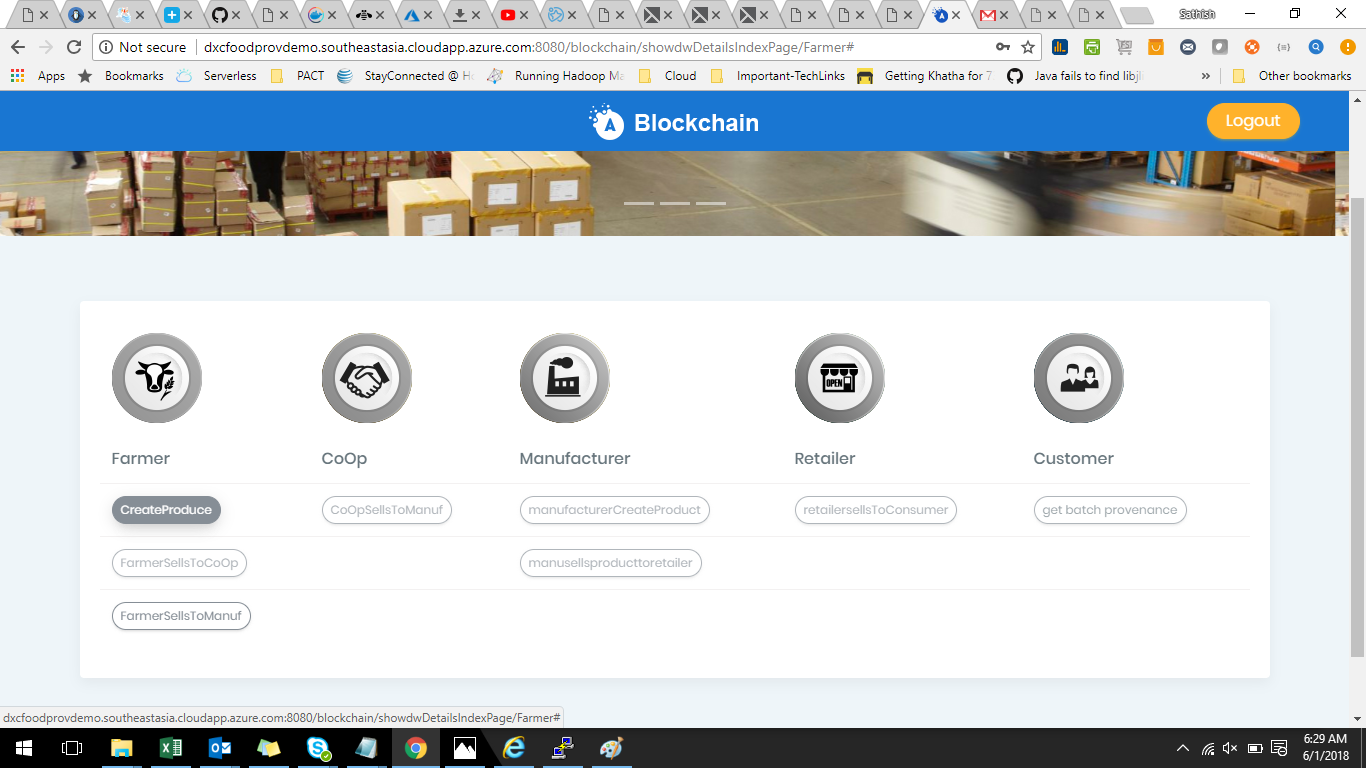 Sathish
Not secure
dxcfoodprovdemo.southeastasia.cloudapp.azure.com:8080/blockchain/showdwDetailsIndexPage/Farmer#
Apps
Bookmarks
Serverless
PACT
StayConnected @ H
Running Hadoop Ma
Cloud
Important-TechLinks
Getting Khatha for 7
Java fails to find libjl
»
Other bookmarks
A Blockchain
Logout
OPEN
Farmer CoOp Manufacturer Retailer Customer
CreateProduce CoOpSellsToManuf manufacturerCreateProduct retailersellsToConsumer get batch provenance
FarmerSellsToCoOp manusellsproducttoretailer
FarmerSellsToManuf
dxcfoodprovdemo.southeastasia.cloudapp.azure.com:8080/blockchain/showdwDetailsIndexPage/Farmer#
6:29 AM
6/1/2018